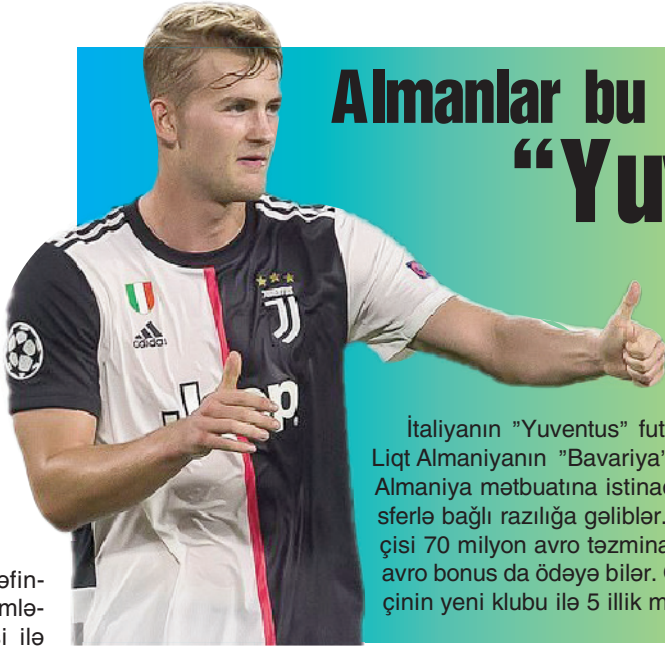 Almanlar bu
“Yu
adidas
Jeep
İtaliyanın ”Yuventus” fut
Liqt Almaniyanın ”Bavariya”
Almaniya mətbuatına istinad
sferlə bağlı razılığa gəliblər.
çisi 70 milyon avro təzmina
avro bonus da ödəyə bilər.
çinin yeni klubu ilə 5 illik m
əfin-
mlə-
i ilə